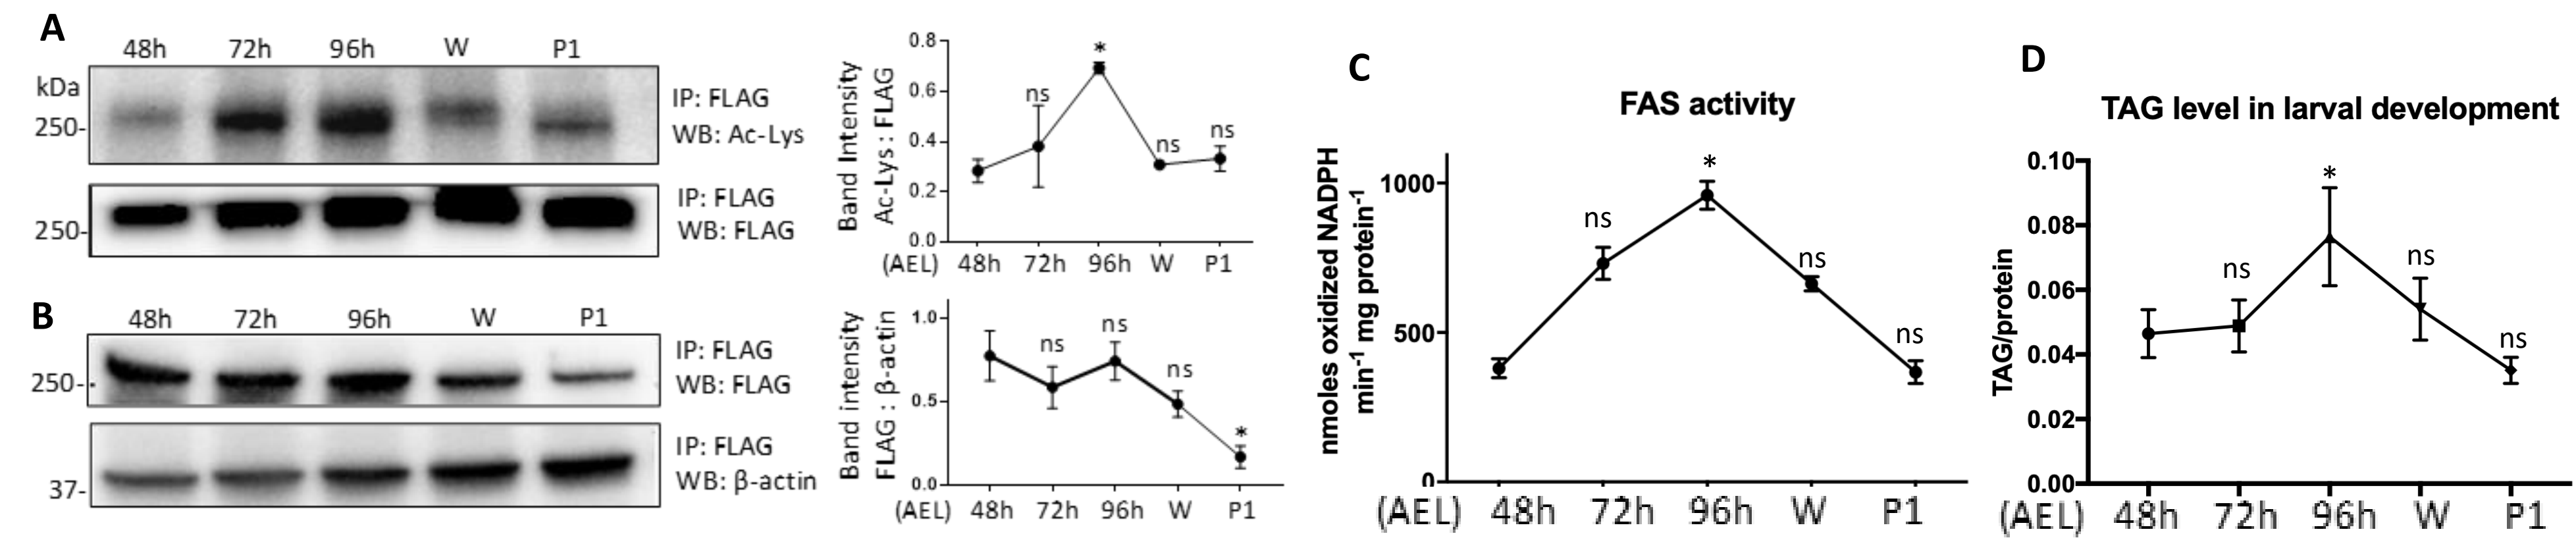 A
48h 72h 96h W P1
kDa
250-
IP: FLAG
WB: Ac-Lys
250-
IP: FLAG
WB: FLAG
Band Intensity
Ac-Lys : FLAG
0.8
0.6
0.4
0.2
0.0
ns
*
ns
ns
(AEL) 48h 72h 96h W P1
B
48h 72h 96h W P1
250-
IP: FLAG
WB: FLAG
37-
IP: FLAG
WB: β-actin
Band intensity
FLAG : β-actin
1.0
0.5
0.0
ns
ns
ns
*
(AEL) 48h 72h 96h W P1
C
FAS activity
nmoles oxidized NADPH
min-1 mg protein-1
1000
500
0
ns
*
ns
ns
(AEL) 48h 72h 96h W P1
D
TAG level in larval development
TAG/protein
0.10
0.08
0.06
0.04
0.02
0.00
ns
*
ns
ns
(AEL) 48h 72h 96h W P1